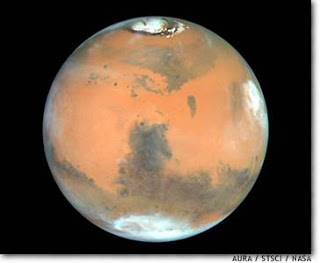 AURA / STSCI / NASA